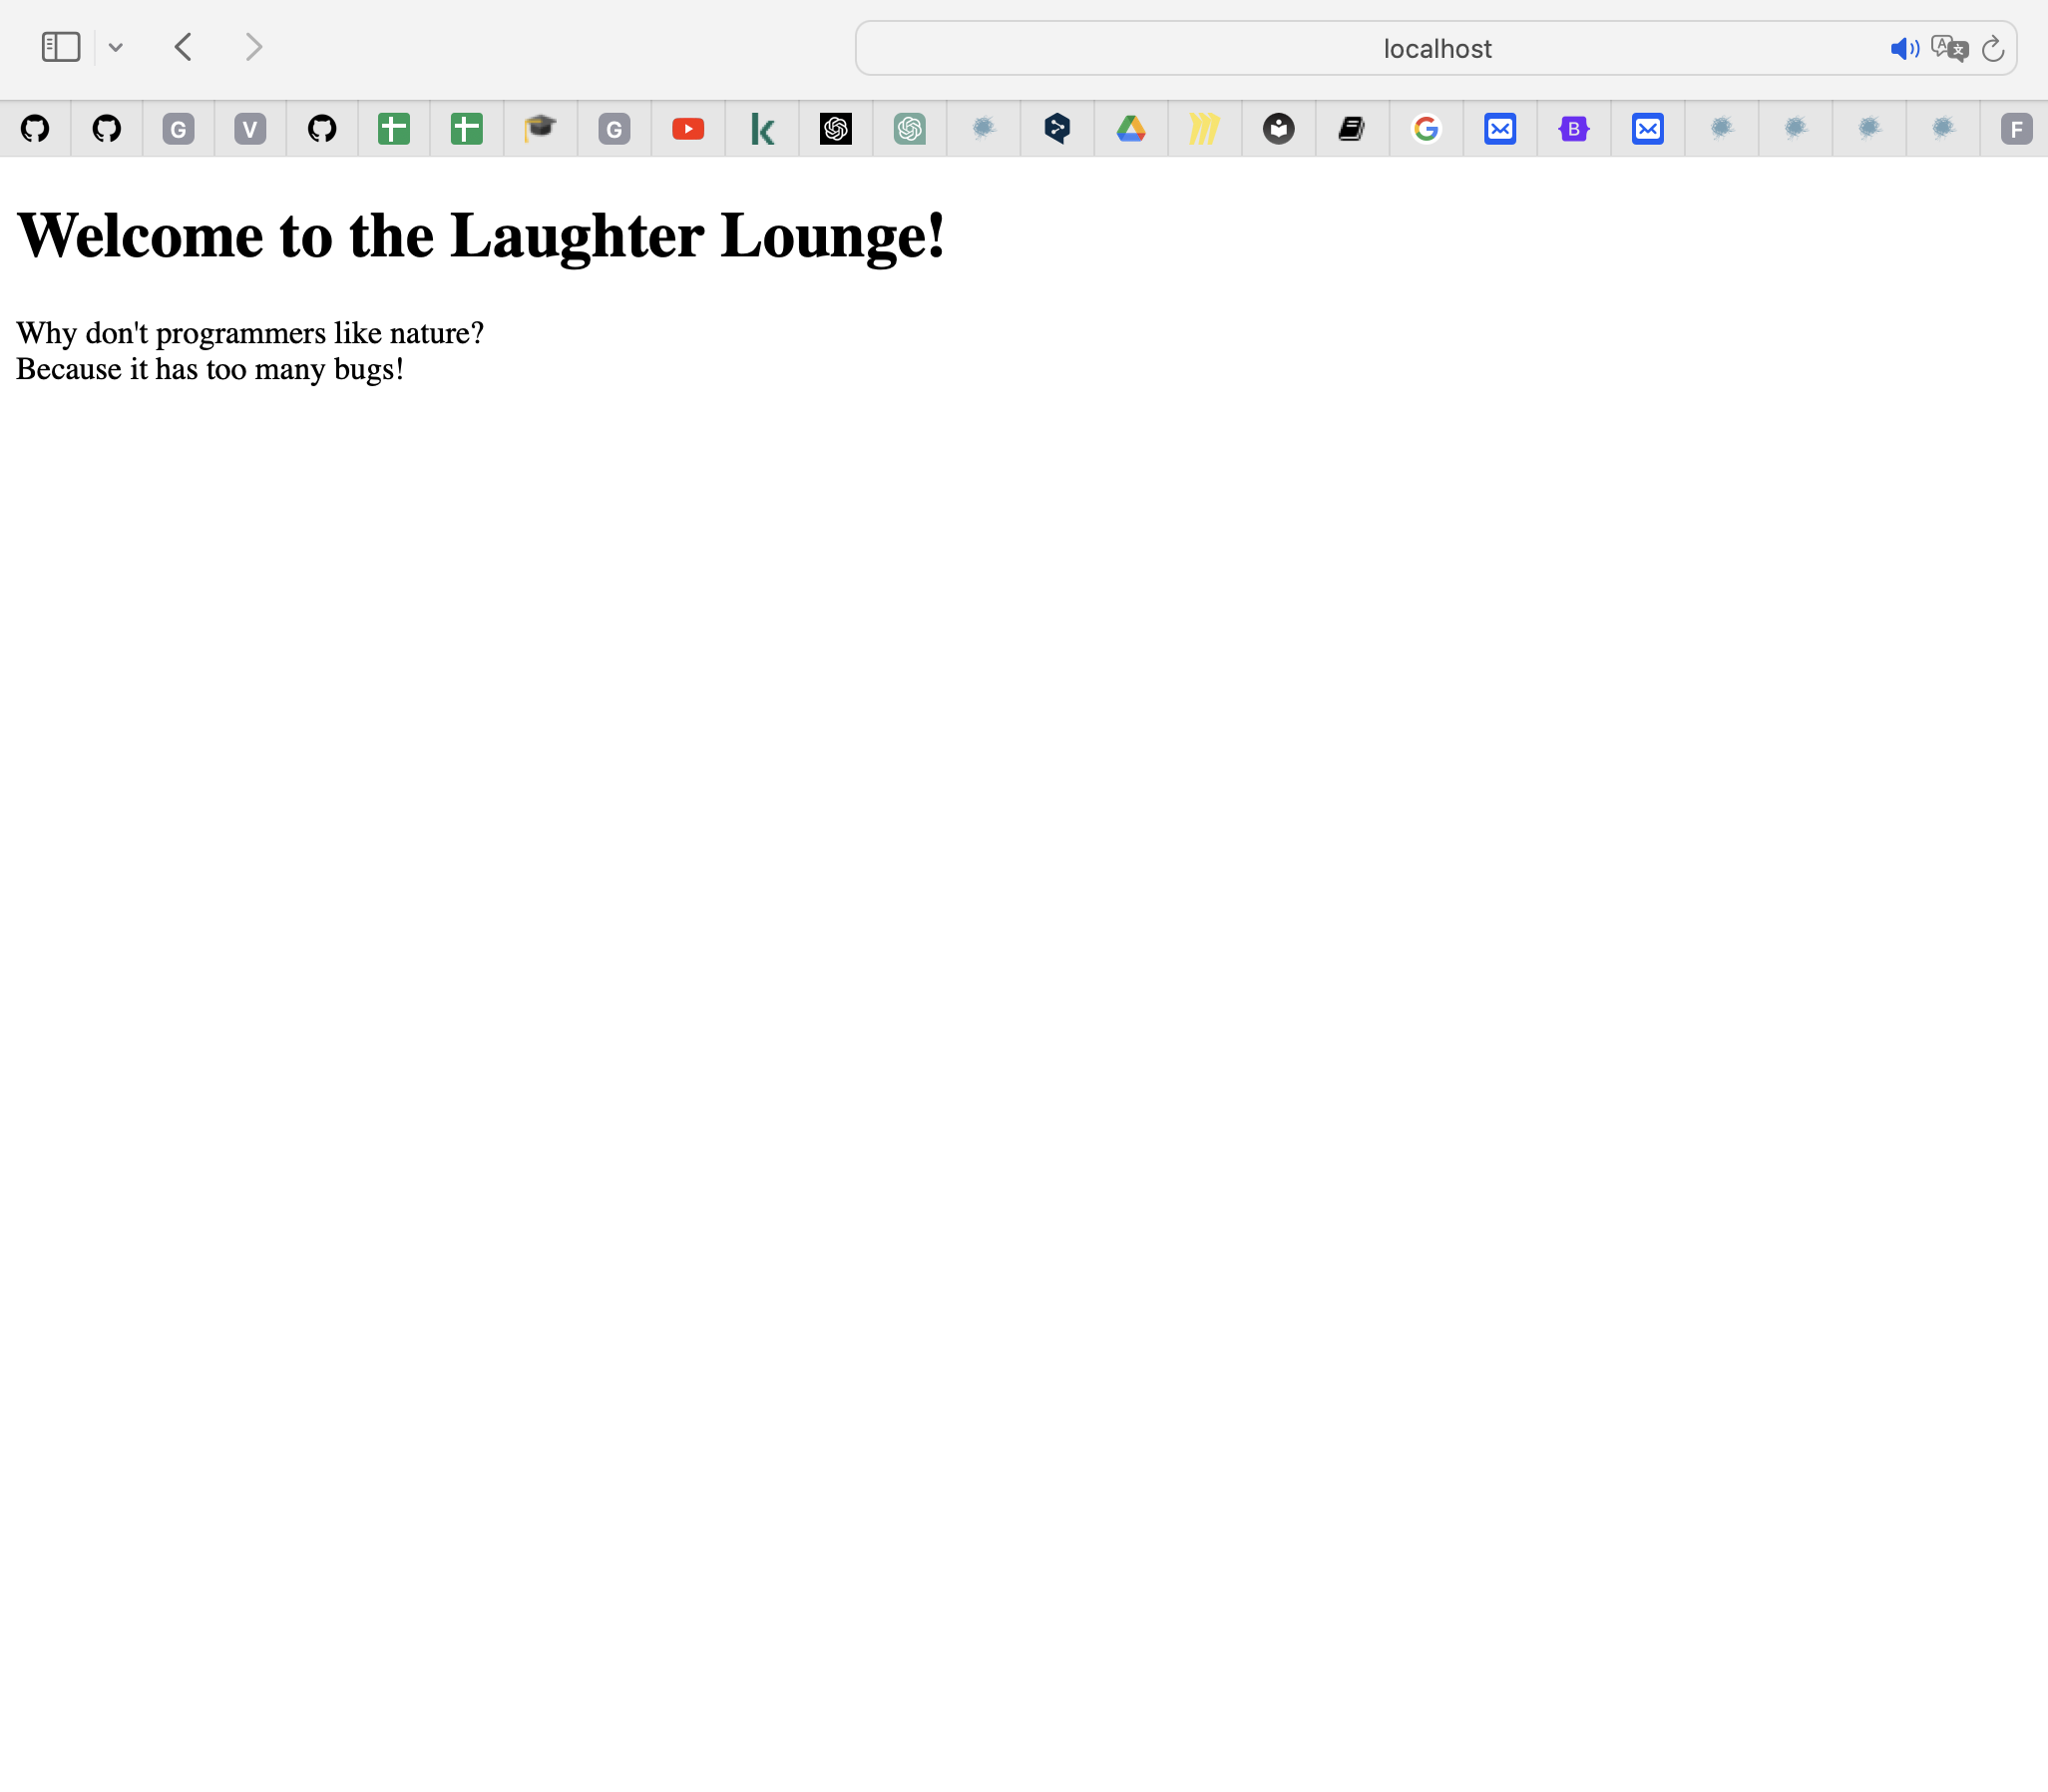 localhost
G V G k B F
Welcome to the Laughter Lounge!
Why don't programmers like nature?
Because it has too many bugs!